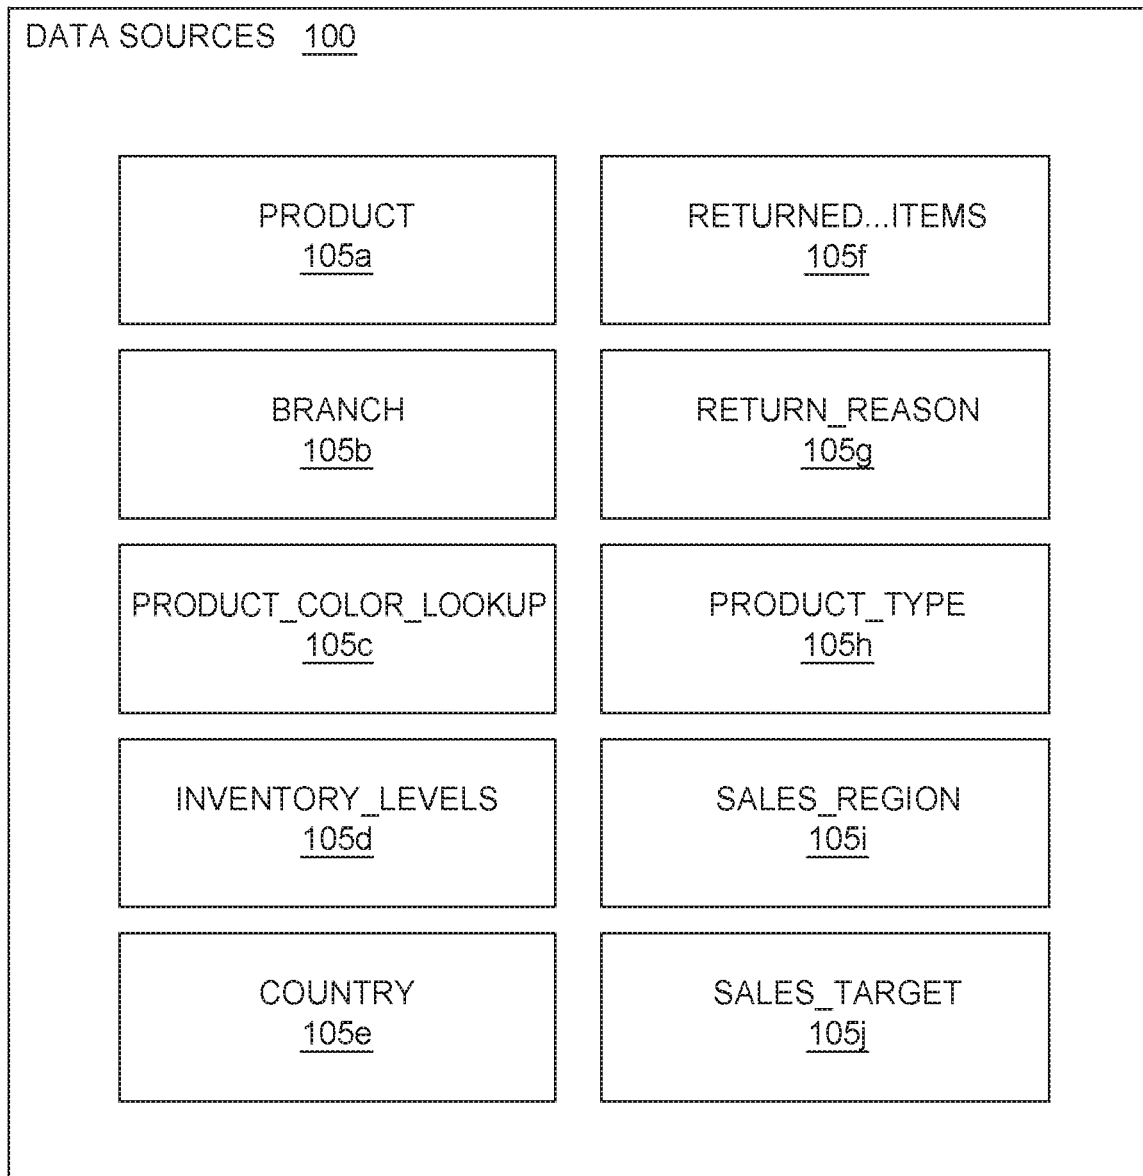 DATA SOURCES 100
PRODUCT
105a
RETURNED...ITEMS
105f
BRANCH
105b
RETURN_REASON
105g
PRODUCT_COLOR_LOOKUP
105c
PRODUCT_TYPE
105h
INVENTORY_LEVELS
105d
SALES_REGION
105i
COUNTRY
105e
SALES_TARGET
105j